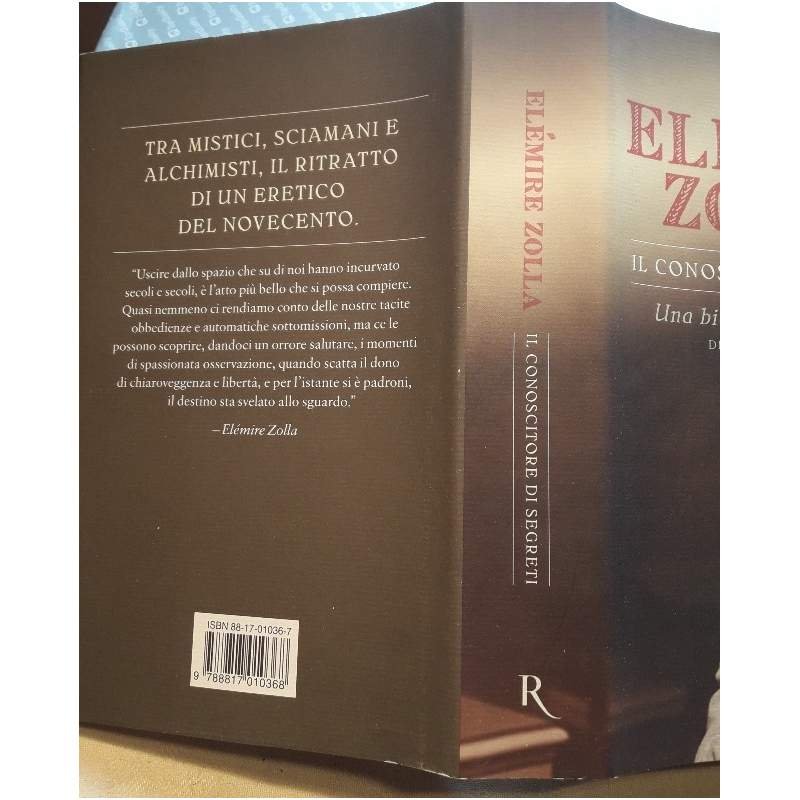 TRA MISTICI, SCIAMANI E
ALCHIMISTI, IL RITRATTO
DI UN ERETICO
DEL NOVECENTO.
“Uscire dallo spazio che su di noi hanno incurvato
secoli e secoli, è l’atto più bello che si possa compiere.
Quasi nemmeno ci rendiamo conto delle nostre tacite
obbedienze e automatiche sottomissioni, ma ce le
possono scoprire, dandoci un orrore salutare, i momenti
di spassionata osservazione, quando scatta il dono
di chiaroveggenza e libertà, e per l’istante si è padroni,
il destino sta svelato allo sguardo.”
—Elémire Zolla
ISBN 88-17-01036-7
9 788817 010368
ELÉMIRE ZOLLA
IL CONOSCITORE DI SEGRETI
R
EL
ZO
IL CONOS
Una bi